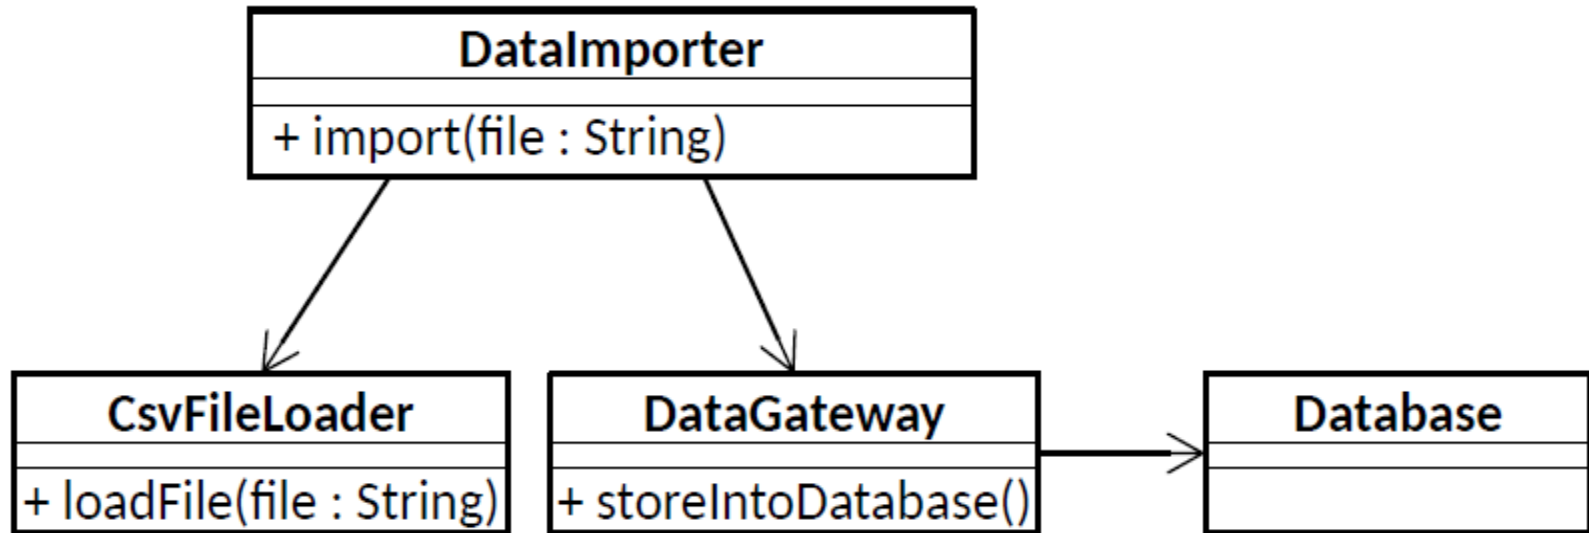 DataImporter
+ import(file : String)
CsvFileLoader
+ loadFile(file : String)
DataGateway
+ storeIntoDatabase()
Database